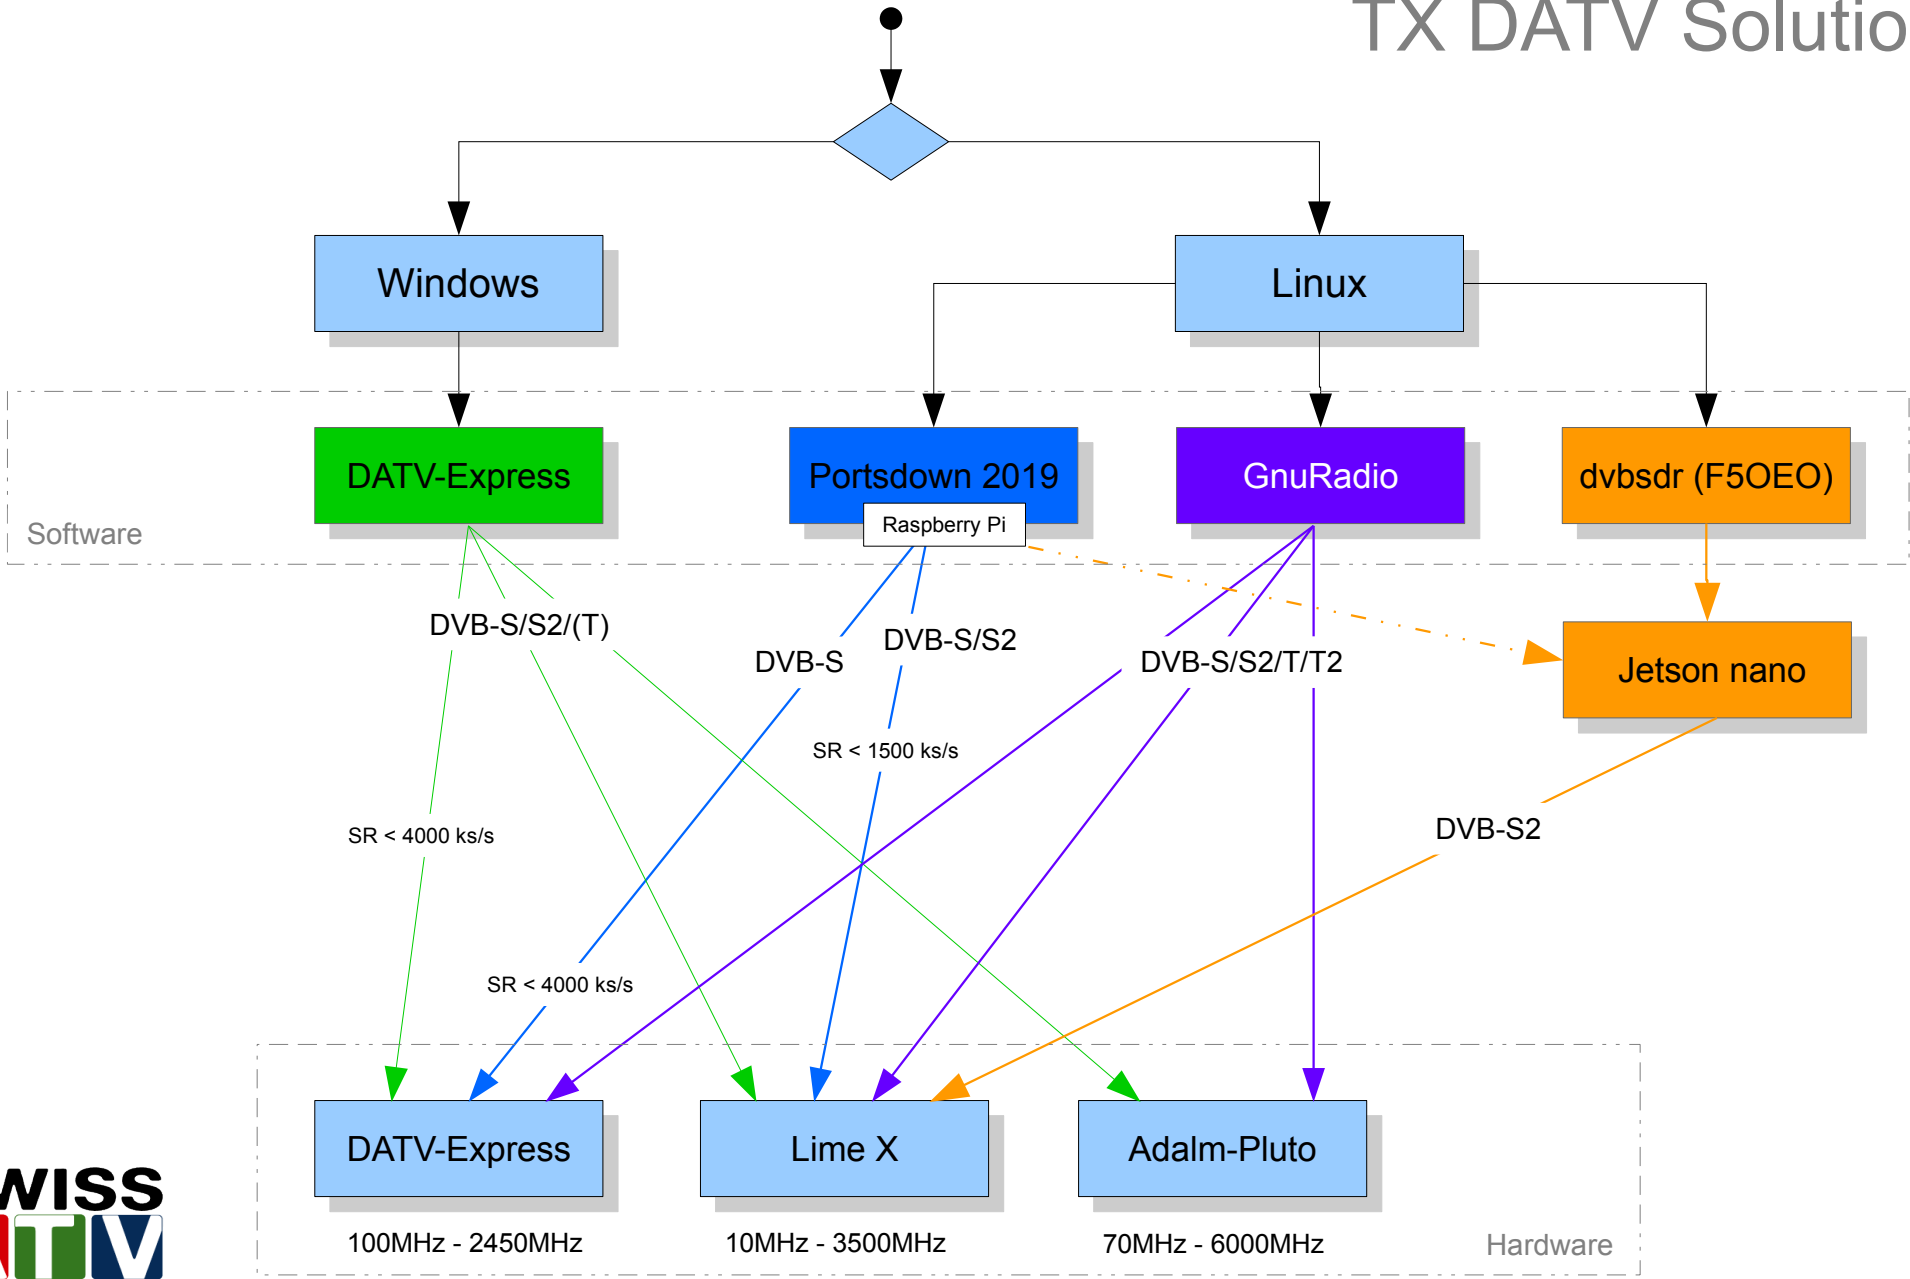 TX DATV Solutio
Windows
Linux
DATV-Express
Portsdown 2019
Raspberry Pi
GnuRadio
dvbsdr (F5OEO)
Software
DVB-S/S2/(T)
DVB-S
DVB-S/S2
DVB-S/S2/T/T2
Jetson nano
SR < 1500 ks/s
SR < 4000 ks/s
DVB-S2
SR < 4000 ks/s
DATV-Express
Lime X
Adalm-Pluto
100MHz - 2450MHz
10MHz - 3500MHz
70MHz - 6000MHz
Hardware
WISS
TV